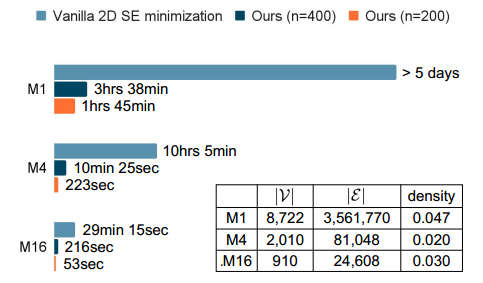 Vanilla 2D SE minimization Ours (n=400) Ours (n=200)
> 5 days
M1 3hrs 38min
1hrs 45min
10hrs 5min
M4 10min 25sec
223sec
29min 15sec
M16 216sec
53sec
|𝒱| |ℰ| density
M1 8,722 3,561,770 0.047
M4 2,010 81,048 0.020
.M16 910 24,608 0.030